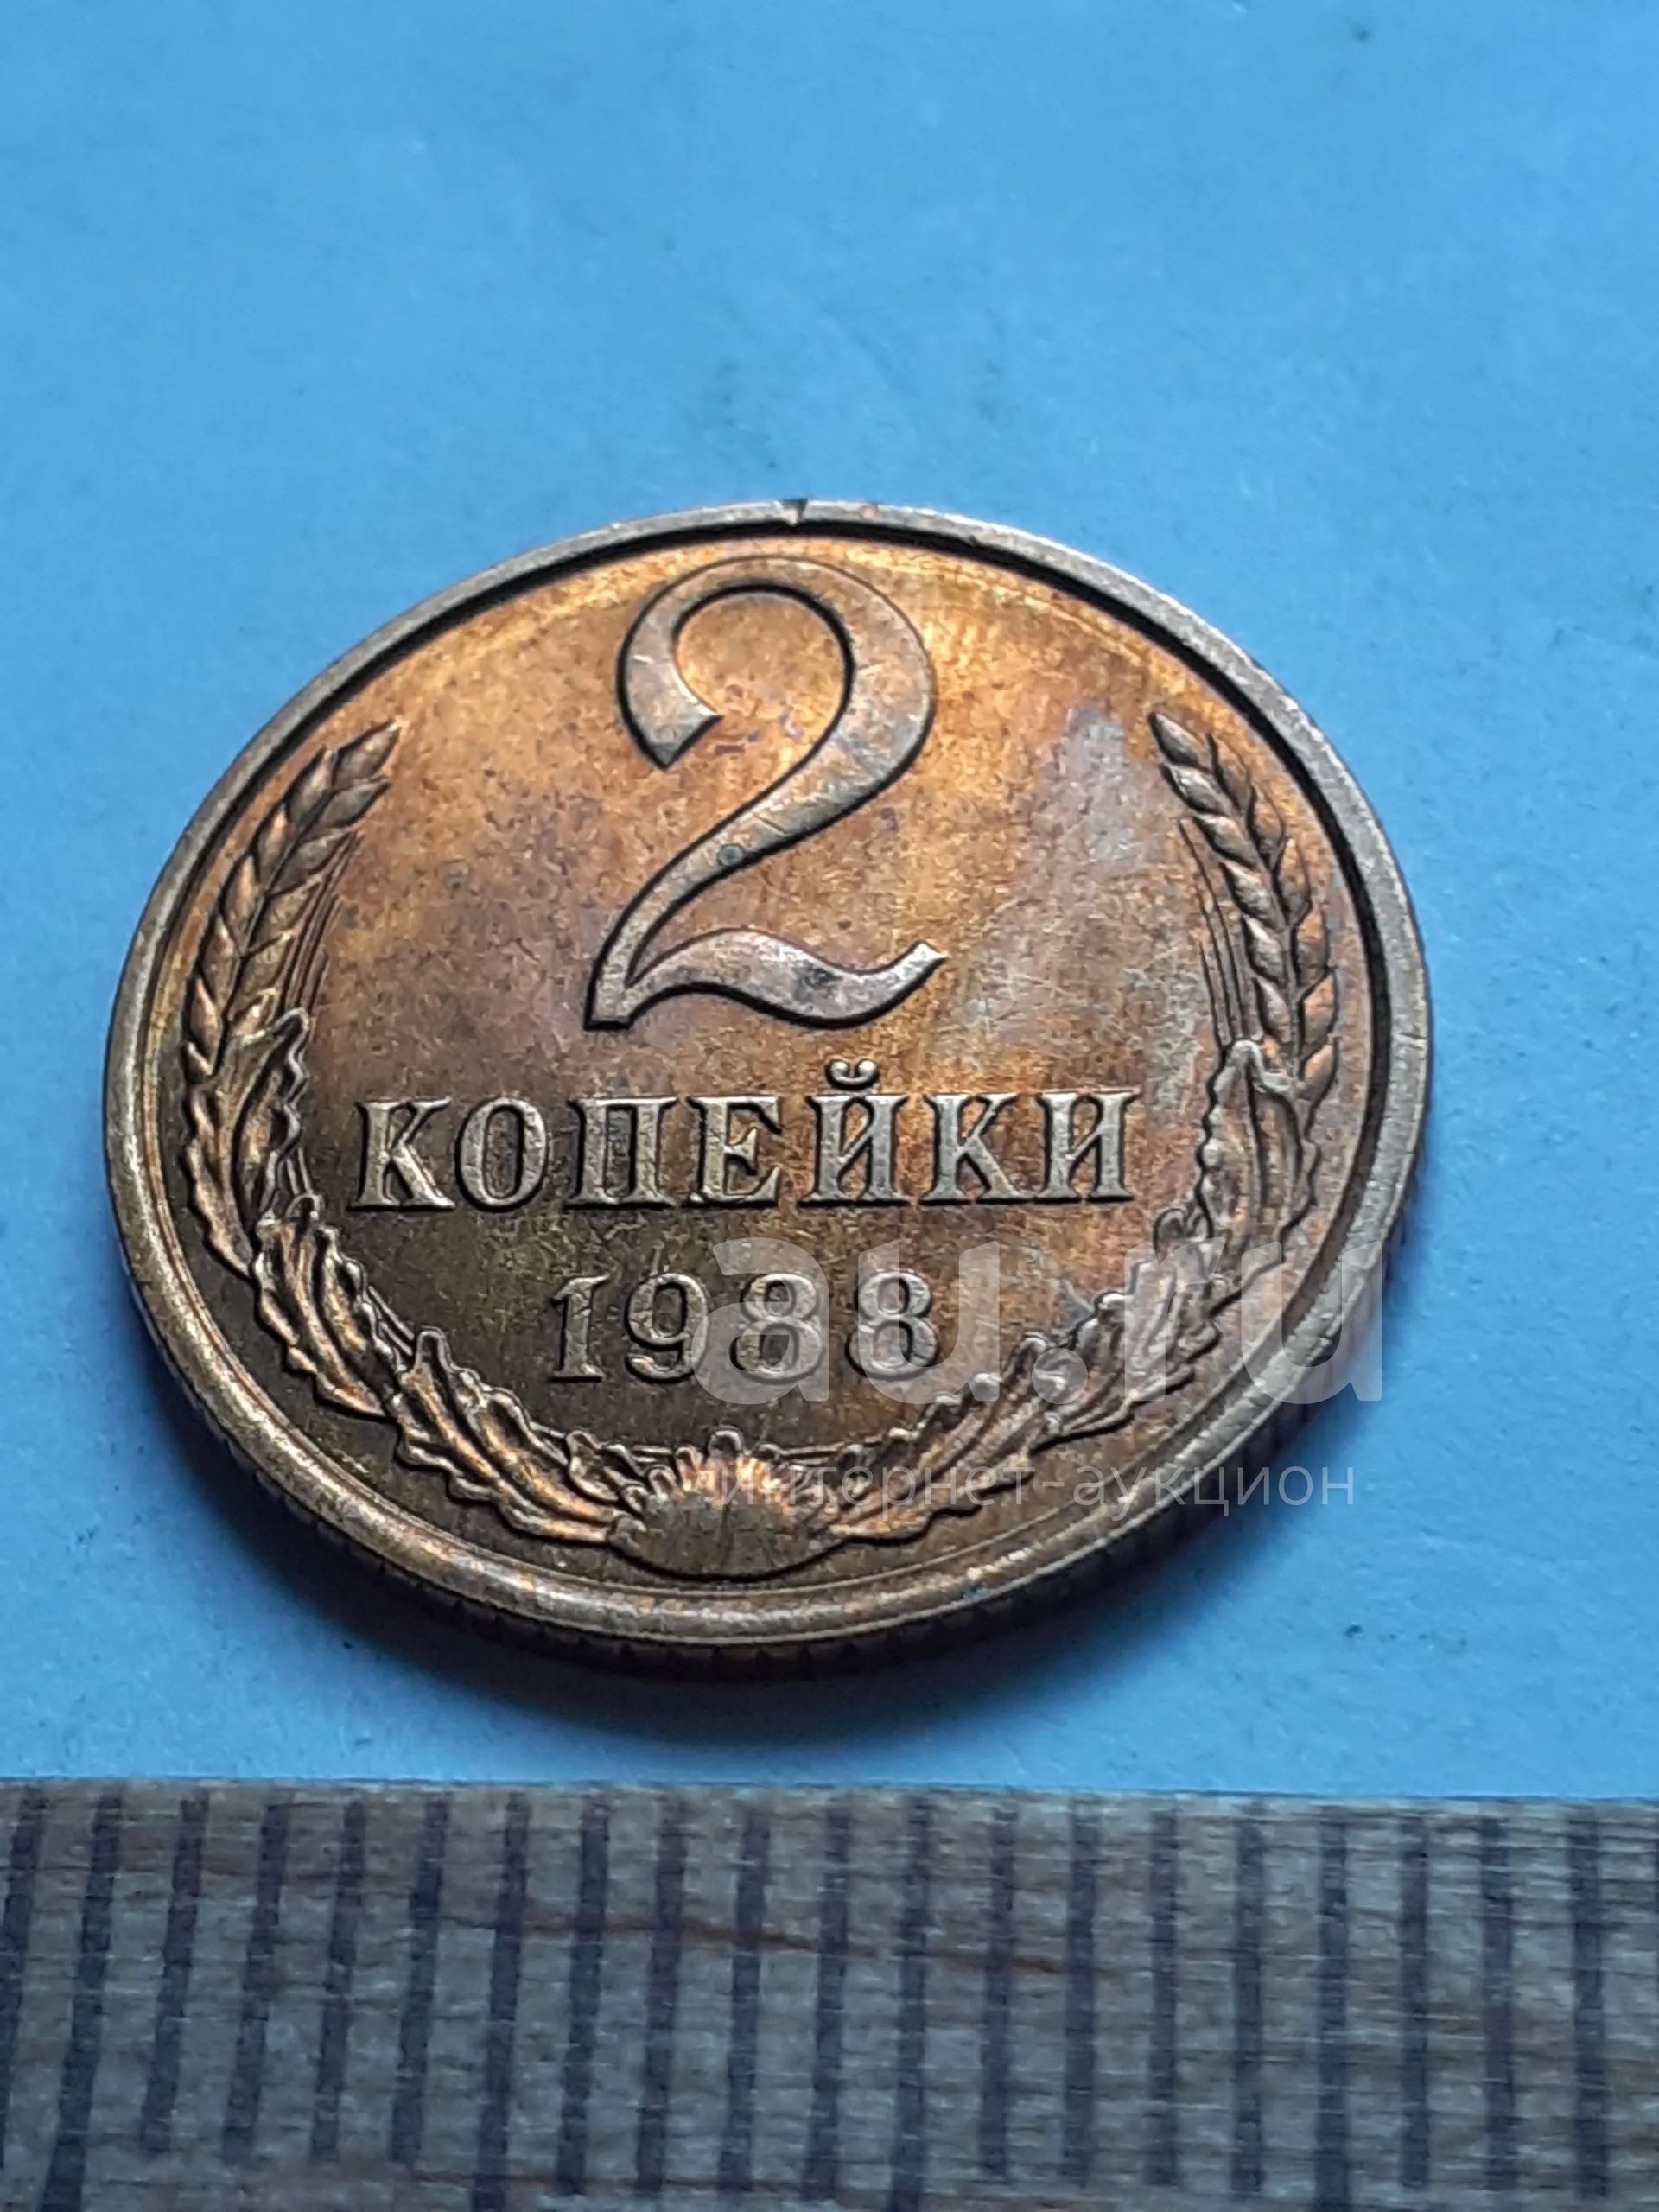 2
КОПЕЙКИ
1988
au.ru
интернет-аукцион